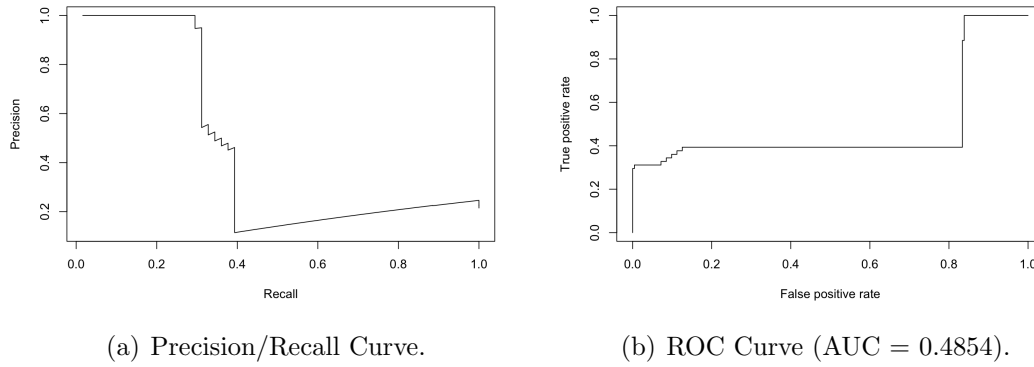 1.0
0.8
0.6
0.4
0.2
Precision
0.0 0.2 0.4 0.6 0.8 1.0
Recall
(a) Precision/Recall Curve.
1.0
0.8
0.6
0.4
0.2
0.0
True positive rate
0.0 0.2 0.4 0.6 0.8 1.0
False positive rate
(b) ROC Curve (AUC = 0.4854).